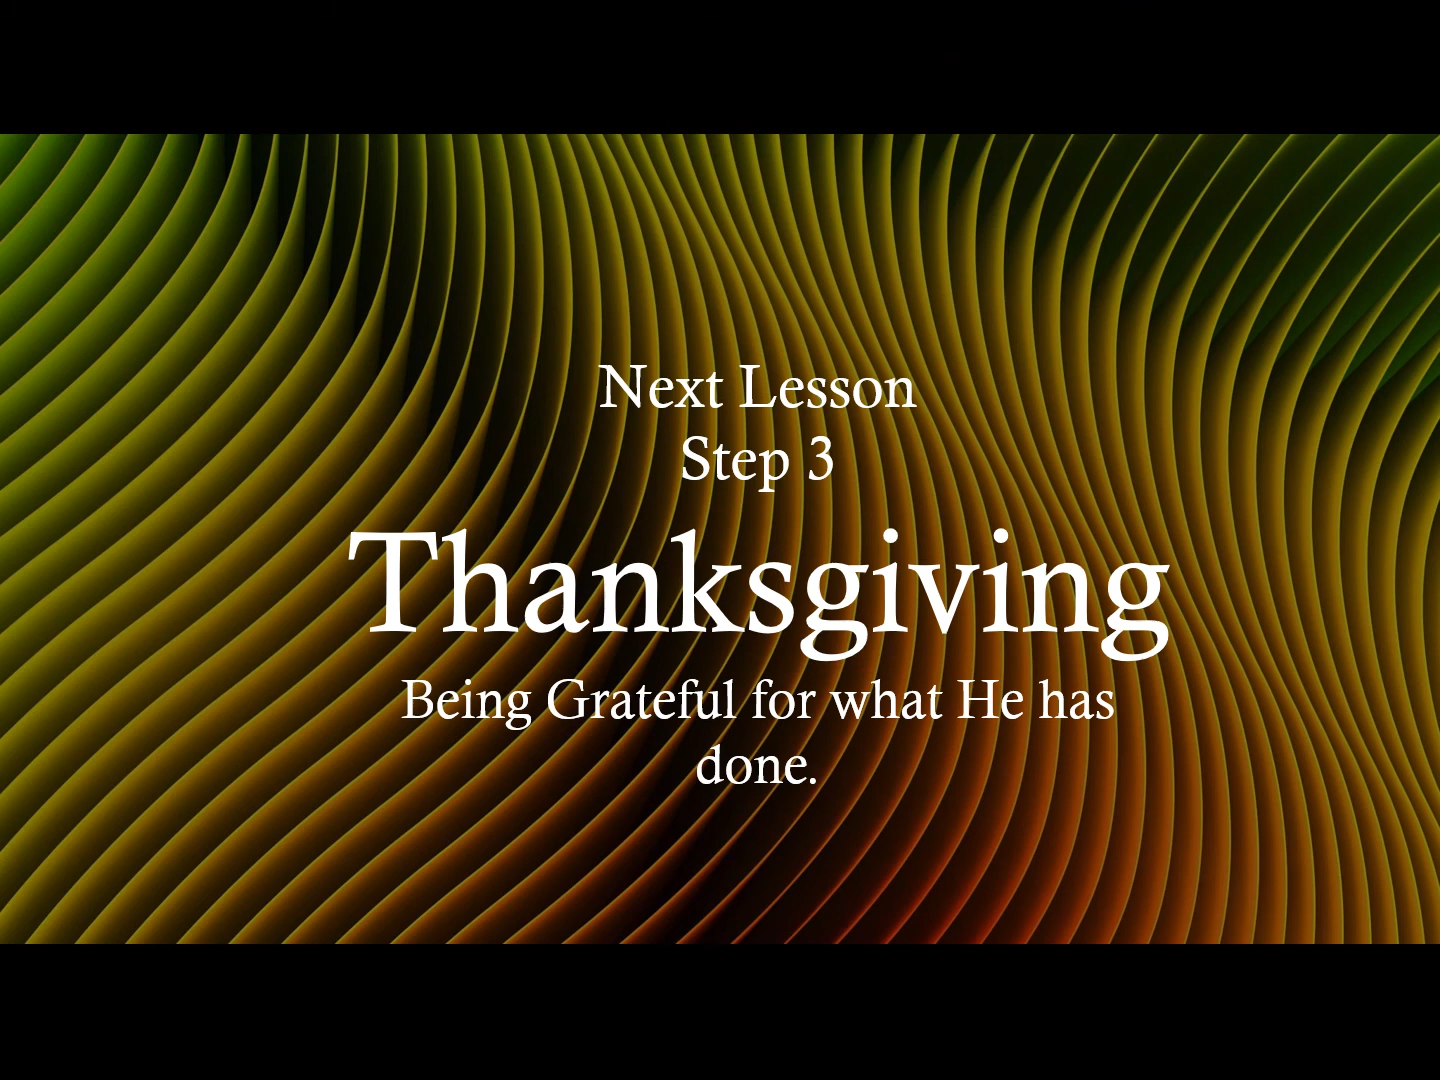 Next Lesson
Step 3
Thanksgiving
Being Grateful for what He has
done.